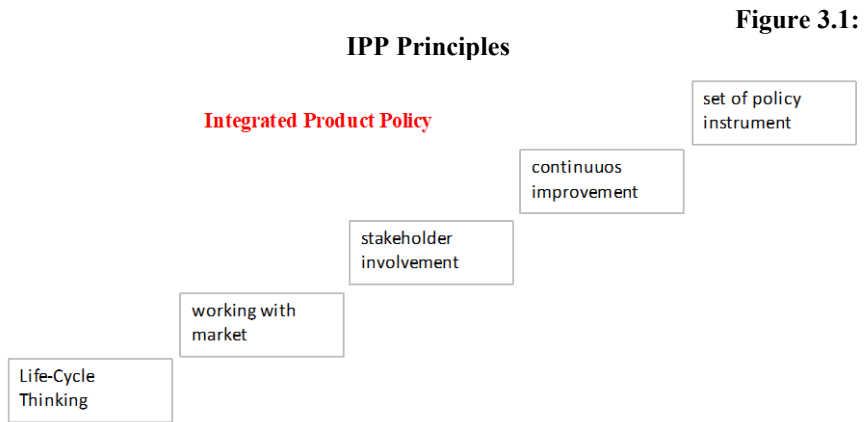 Figure 3.1:
IPP Principles
set of policy
instrument
Integrated Product Policy
continuuos
improvement
stakeholder
involvement
working with
market
Life-Cycle
Thinking